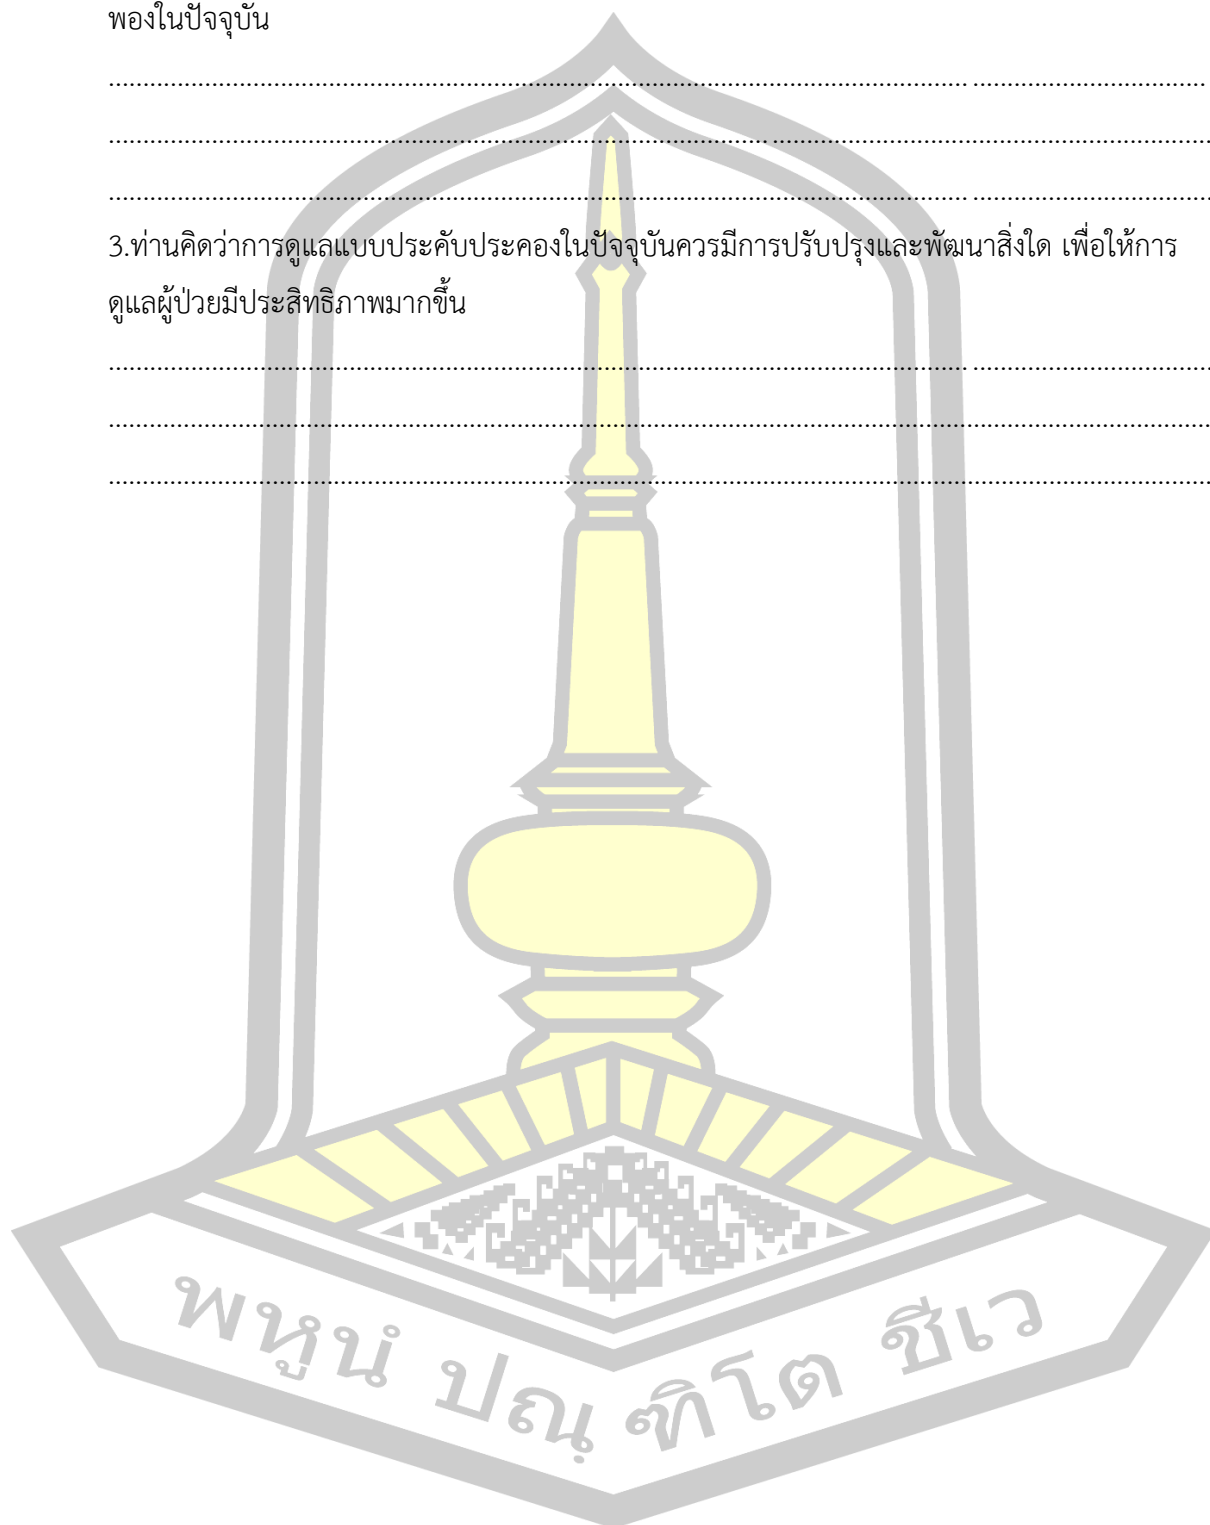 พองในปัจจุบัน
........................................................................................................................... ..................................
..............................................................................................................................................................
........................................................................................................................... ...................................
3.ท่านคิดว่าการดูแลแบบประคับประคองในปัจจุบันควรมีการปรับปรุงและพัฒนาสิ่งใด เพื่อให้การ
ดูแลผู้ป่วยมีประสิทธิภาพมากขึ้น
........................................................................................................................... ...................................
..............................................................................................................................................................
..............................................................................................................................................................
พหูนํ ปณฺฑิโต ชีเว